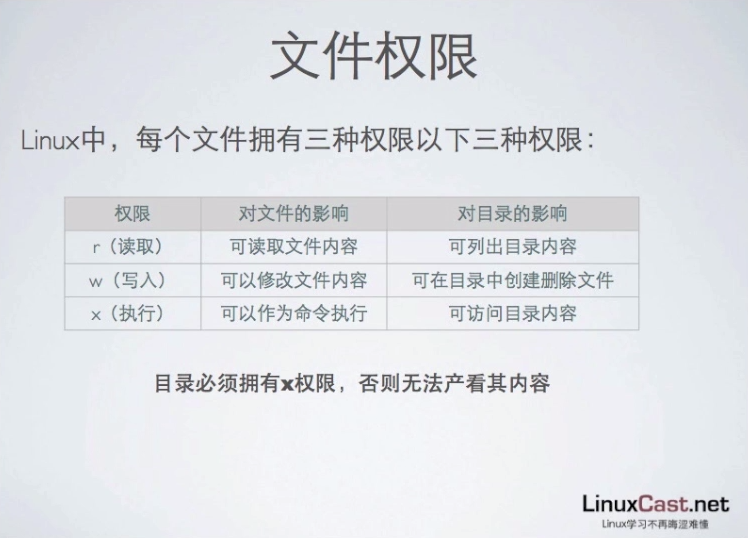 文件权限
Linux中，每个文件拥有三种权限以下三种权限：
权限 对文件的影响 对目录的影响
r（读取） 可读取文件内容 可列出目录内容
w（写入） 可以修改文件内容 可在目录中创建删除文件
x（执行） 可以作为命令执行 可访问目录内容
目录必须拥有x权限，否则无法产看其内容
LinuxCast.net
Linux学习不再晦涩难懂